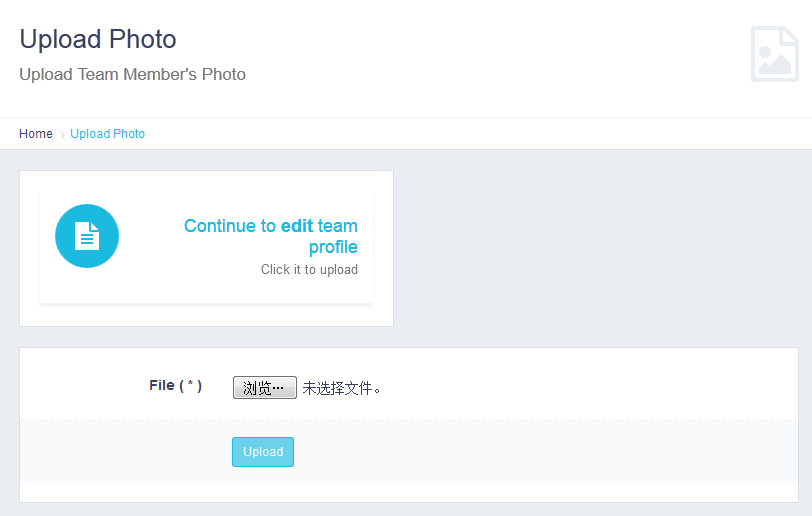 Upload Photo
Upload Team Member's Photo
Home › Upload Photo
Continue to edit team
profile
Click it to upload
File ( * )
浏览… 未选择文件。
Upload